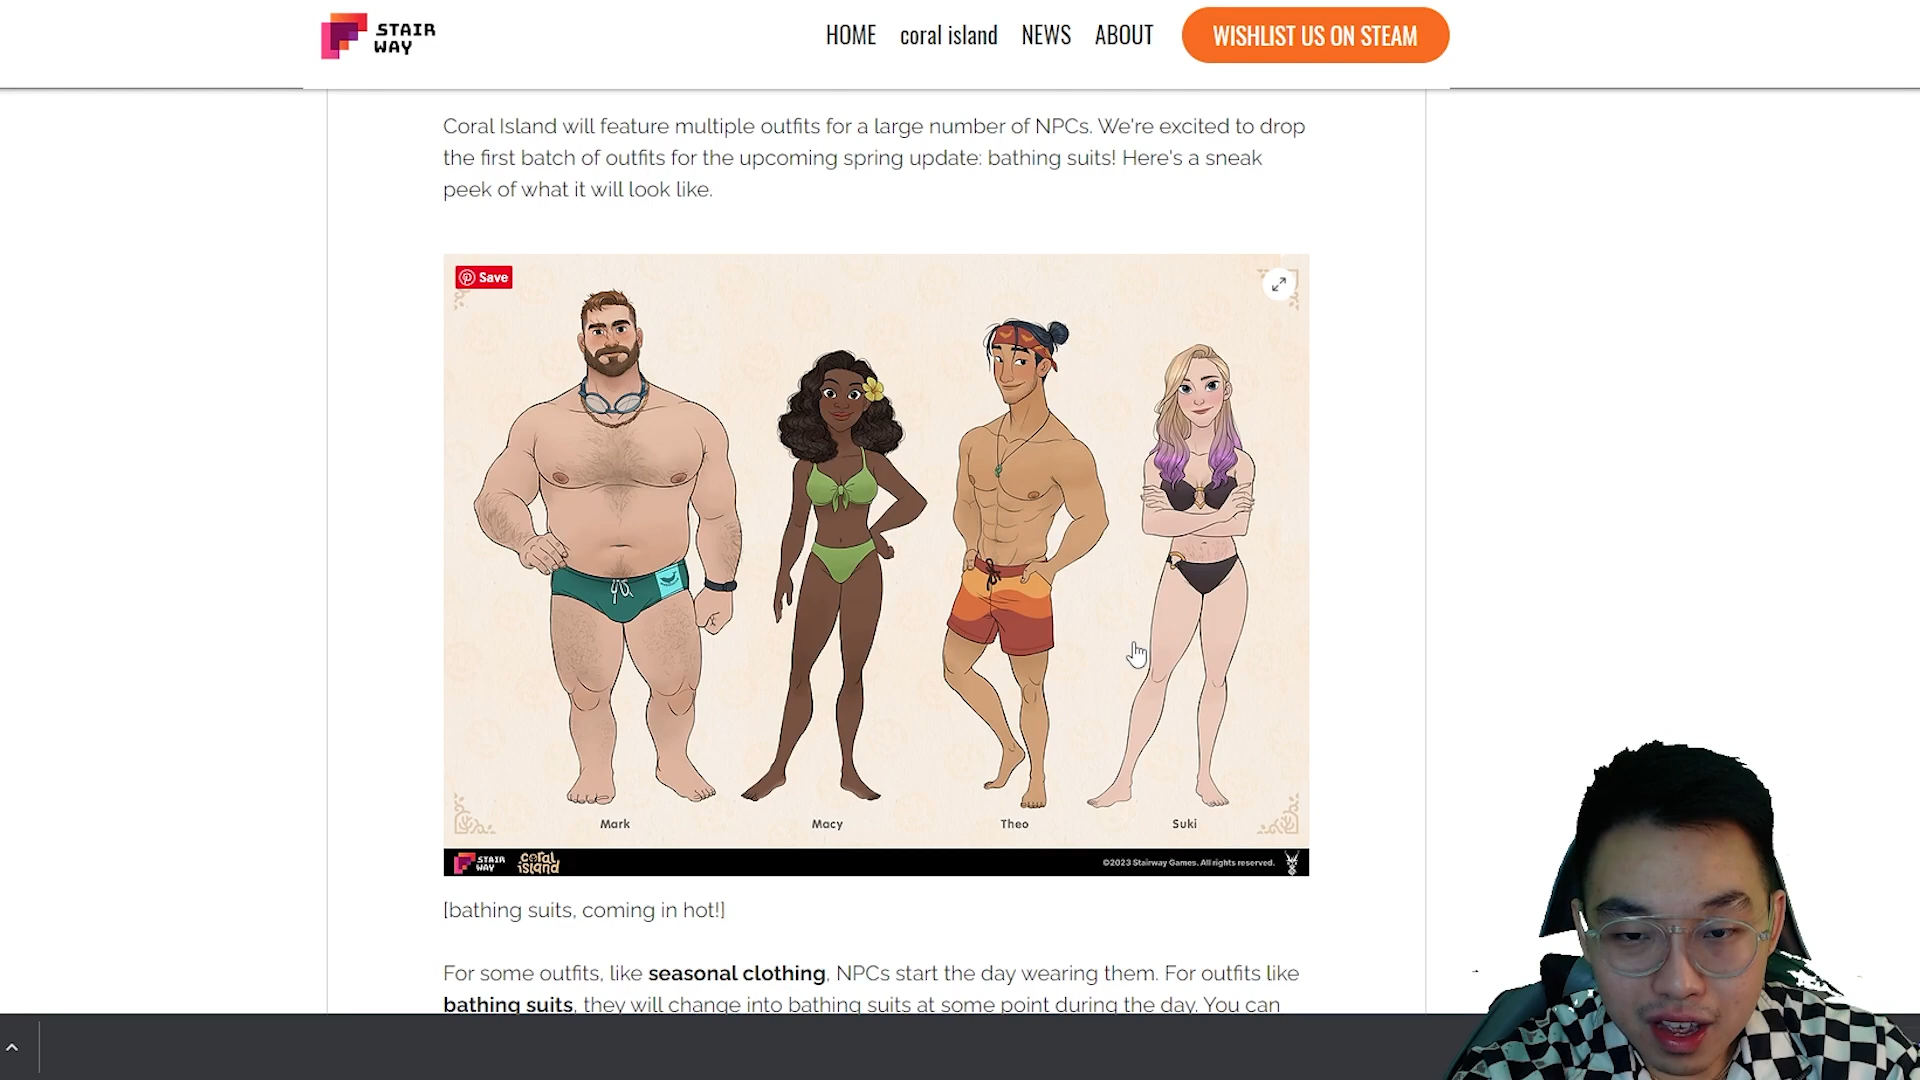 STAIR
WAY
HOME coral island NEWS ABOUT WISHLIST US ON STEAM
Coral Island will feature multiple outfits for a large number of NPCs. We're excited to drop
the first batch of outfits for the upcoming spring update: bathing suits! Here's a sneak
peek of what it will look like.
Save
Mark Macy Theo Suki
STAIR
WAY
coral
island
©2023 Stairway Games. All rights reserved.
[bathing suits, coming in hot!]
For some outfits, like seasonal clothing, NPCs start the day wearing them. For outfits like
bathing suits, they will change into bathing suits at some point during the day. You can